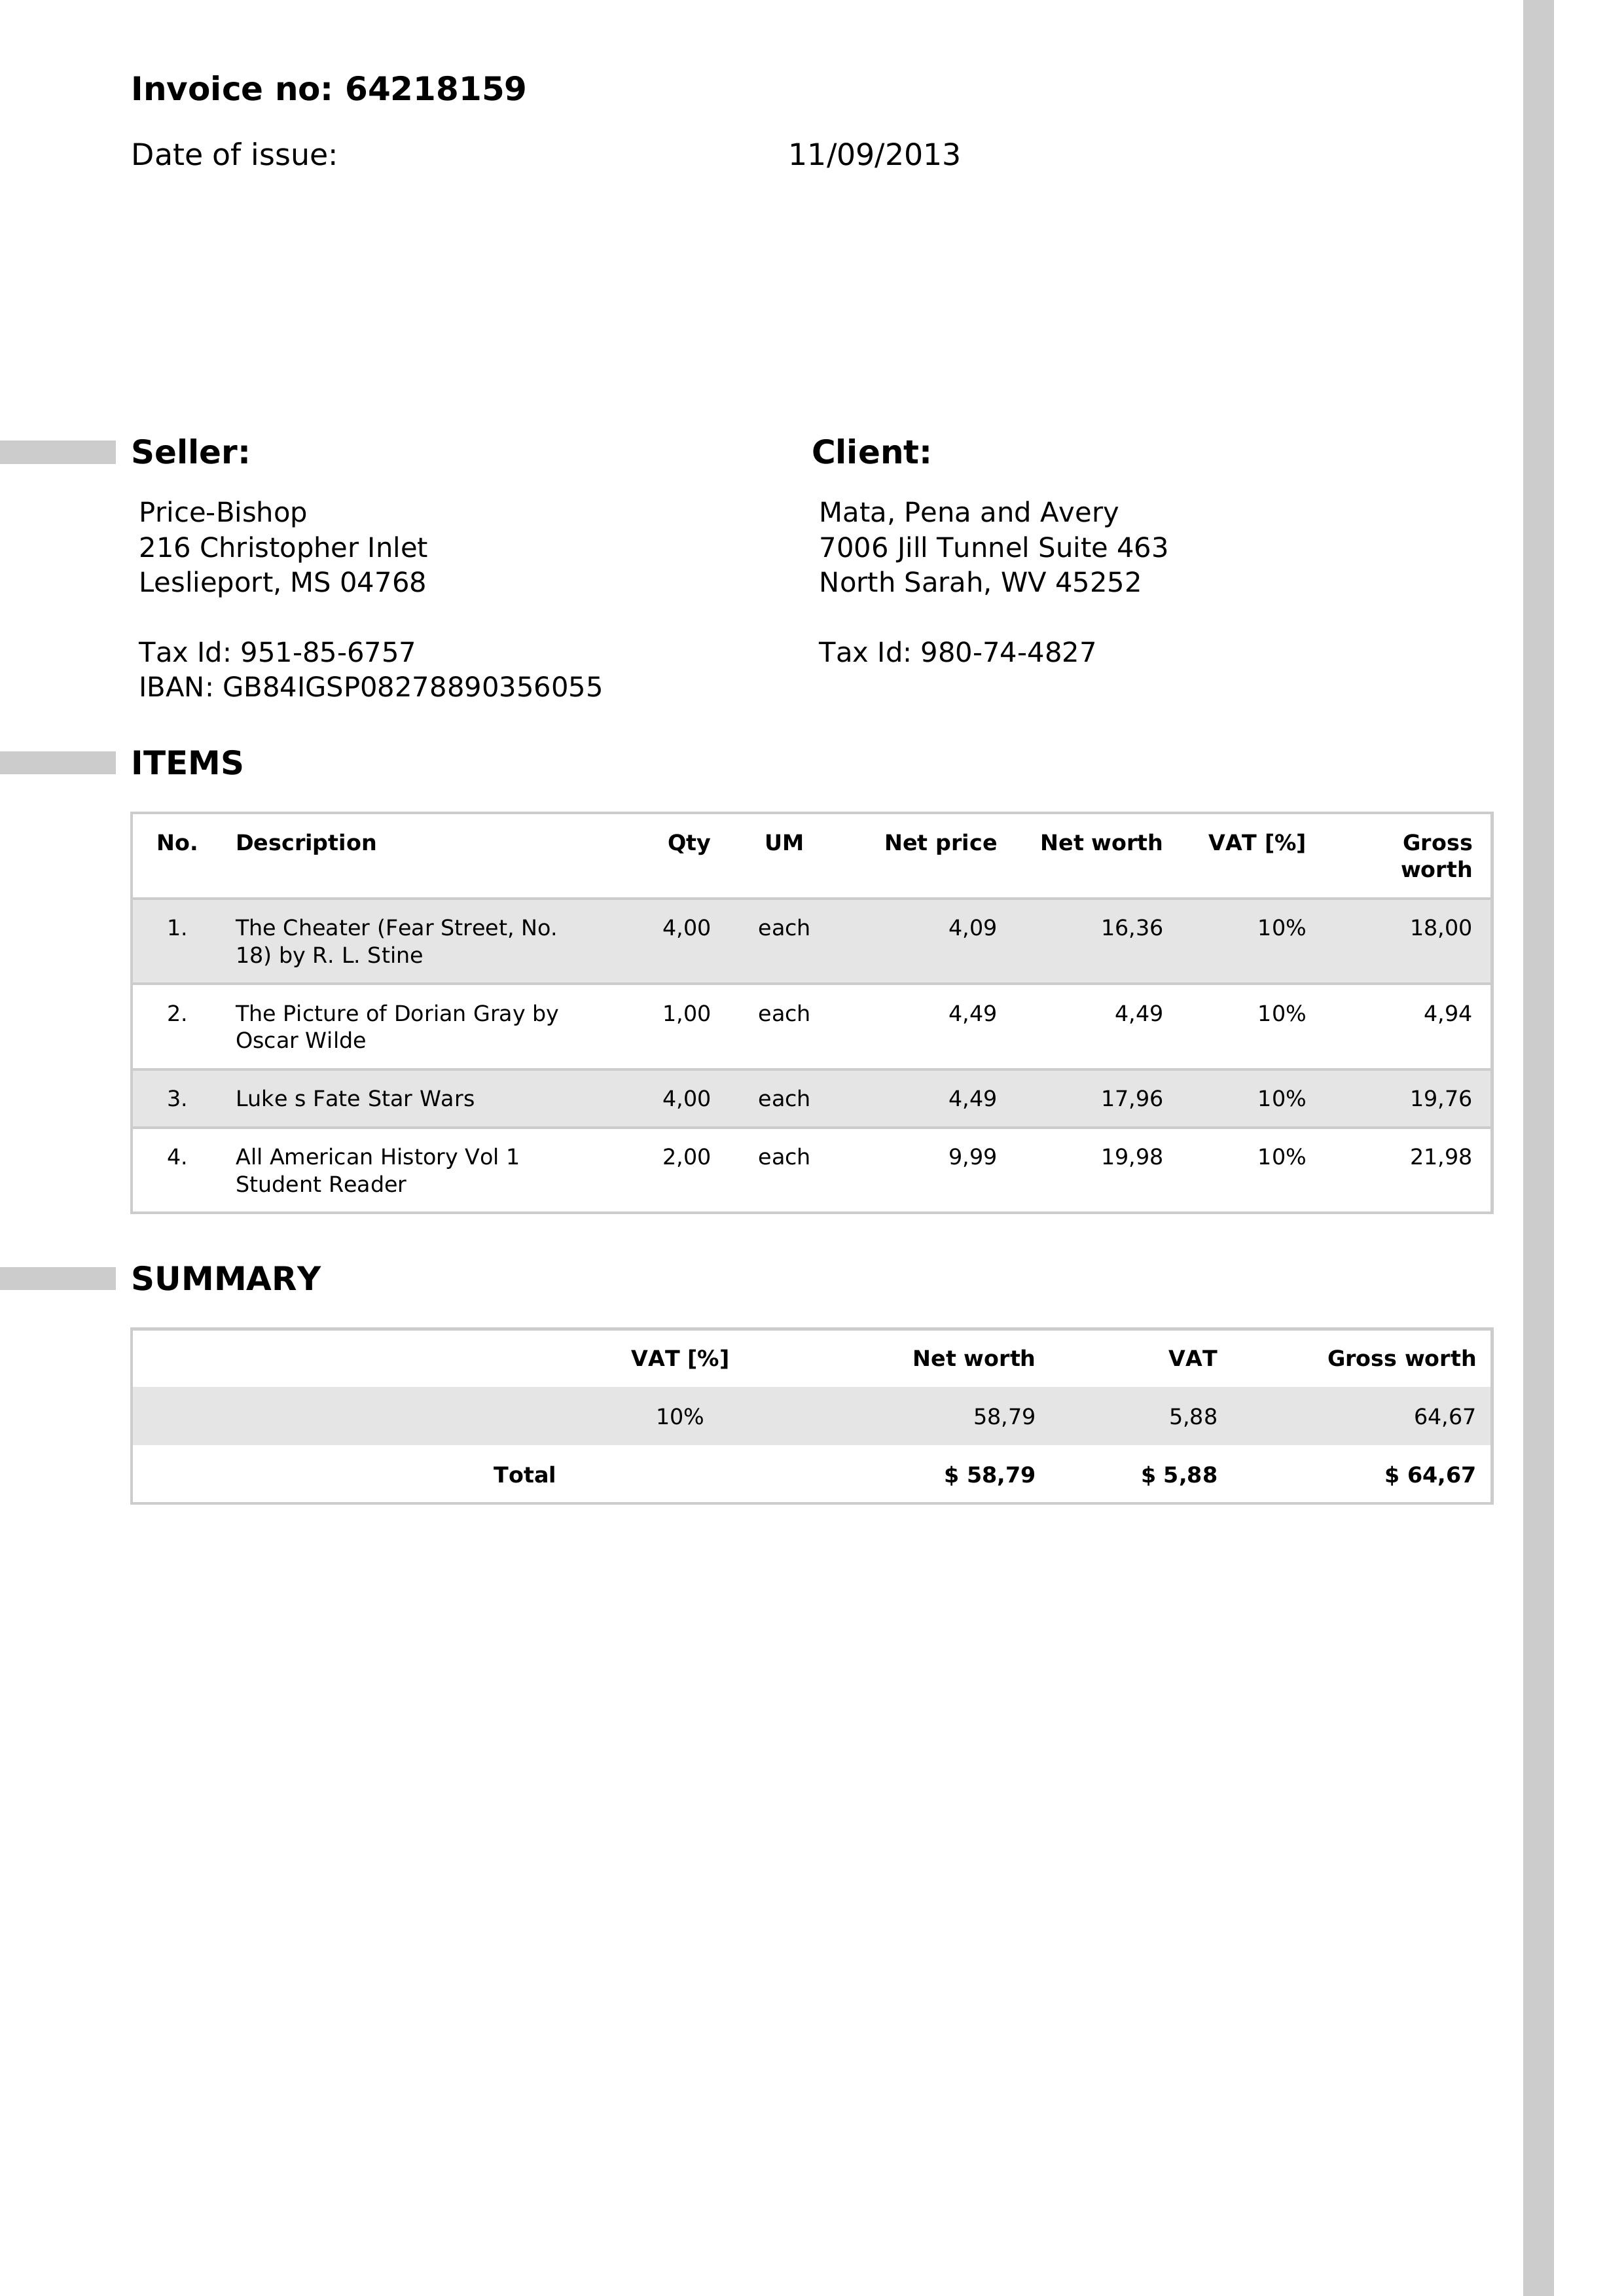 Invoice no: 64218159
Date of issue: 11/09/2013
Seller:
Price-Bishop
216 Christopher Inlet
Leslieport, MS 04768
Tax Id: 951-85-6757
IBAN: GB84IGSP08278890356055
Client:
Mata, Pena and Avery
7006 Jill Tunnel Suite 463
North Sarah, WV 45252
Tax Id: 980-74-4827
ITEMS
No. Description Qty UM Net price Net worth VAT [%] Gross
worth
1. The Cheater (Fear Street, No. 4,00 each 4,09 16,36 10% 18,00
18) by R. L. Stine
2. The Picture of Dorian Gray by 1,00 each 4,49 4,49 10% 4,94
Oscar Wilde
3. Luke s Fate Star Wars 4,00 each 4,49 17,96 10% 19,76
4. All American History Vol 1 2,00 each 9,99 19,98 10% 21,98
Student Reader
SUMMARY
VAT [%] Net worth VAT Gross worth
10% 58,79 5,88 64,67
Total $ 58,79 $ 5,88 $ 64,67